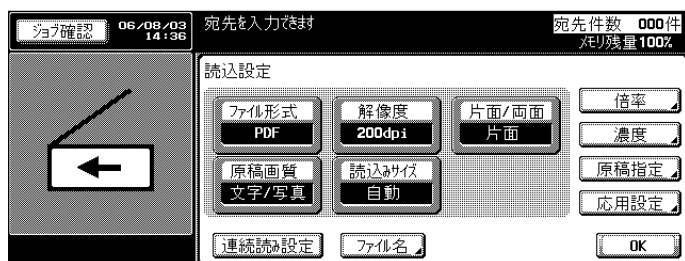 ジョブ確認 06/08/03 14:36
宛先を入力できます
宛先件数 000件
メモリ残量100%
読込設定
ファイル形式 解像度 片面/両面
PDF 200dpi 片面
原稿画質 読込みサイズ
文字/写真 自動
倍率
濃度
原稿指定
応用設定
連続読み設定 ファイル名 OK